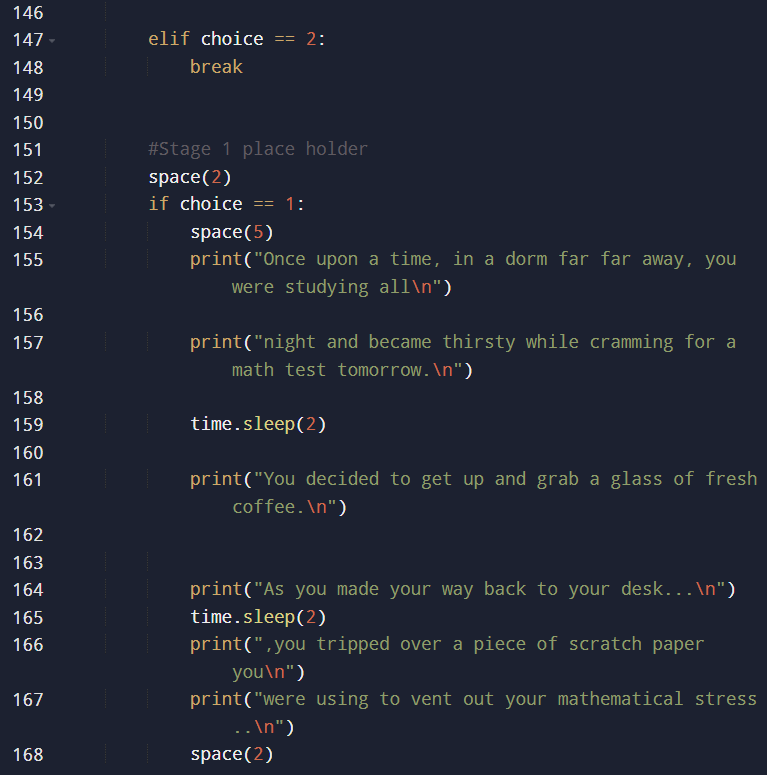 146
147 elif choice == 2:
148 break
149
150
151 #Stage 1 place holder
152 space(2)
153 if choice == 1:
154 space(5)
155 print("Once upon a time, in a dorm far far away, you
were studying all\n")
156
157 print("night and became thirsty while cramming for a
math test tomorrow.\n")
158
159 time.sleep(2)
160
161 print("You decided to get up and grab a glass of fresh
coffee.\n")
162
163
164 print("As you made your way back to your desk...\n")
165 time.sleep(2)
166 print(",you tripped over a piece of scratch paper
you\n")
167 print("were using to vent out your mathematical stress
..\n")
168 space(2)